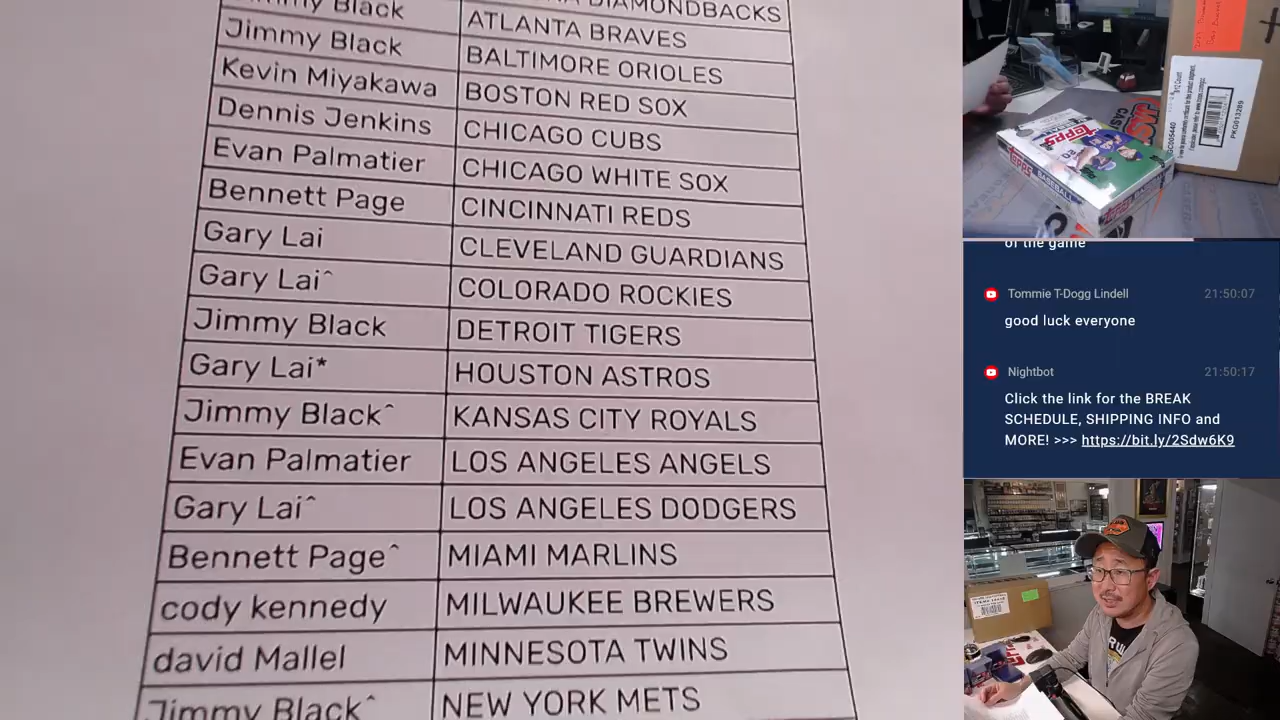 Jimmy Black ATLANTA BRAVES
Jimmy Black BALTIMORE ORIOLES
Kevin Miyakawa BOSTON RED SOX
Dennis Jenkins CHICAGO CUBS
Evan Palmatier CHICAGO WHITE SOX
Bennett Page CINCINNATI REDS
Gary Lai CLEVELAND GUARDIANS
Gary Lai^ COLORADO ROCKIES
Jimmy Black DETROIT TIGERS
Gary Lai* HOUSTON ASTROS
Jimmy Black^ KANSAS CITY ROYALS
Evan Palmatier LOS ANGELES ANGELS
Gary Lai^ LOS ANGELES DODGERS
Bennett Page^ MIAMI MARLINS
cody kennedy MILWAUKEE BREWERS
david Mallel MINNESOTA TWINS
Jimmy Black^ NEW YORK METS
TOPPS
TOPPS
BASEBALL
of the game
Tommie T-Dogg Lindell 21:50:07
good luck everyone
Nightbot 21:50:17
Click the link for the BREAK
SCHEDULE, SHIPPING INFO and
MORE! >>> https://bit.ly/2Sdw6K9